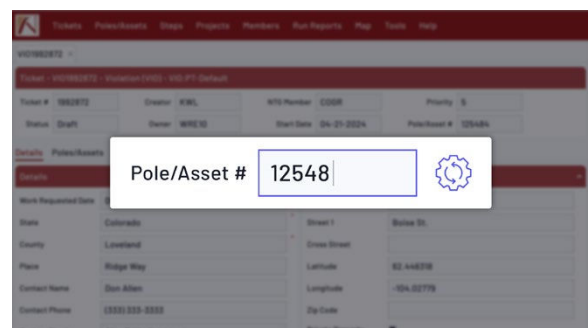 Tickets Poles/Assets Steps Projects Members Run Reports Map Tools Help
VIO1982872
Ticket - VIO1982872 - Violation (VIO) - VIO PT-Default
Ticket # 1982872 Creator KWL NTG Member CODR Priority 5
Status Draft Owner WRE10 Start Date 04-21-2024 Pole/Asset # 125484
Details Poles/Assets
Pole/Asset # 12548
Details
Work Requested Date
State Colorado Street 1 Boise St.
County Loveland Cross Street
Place Ridge Way Latitude 62.448318
Contact Name Don Allen Longitude -104.02778
Contact Phone (333) 333-3333 Zip Code